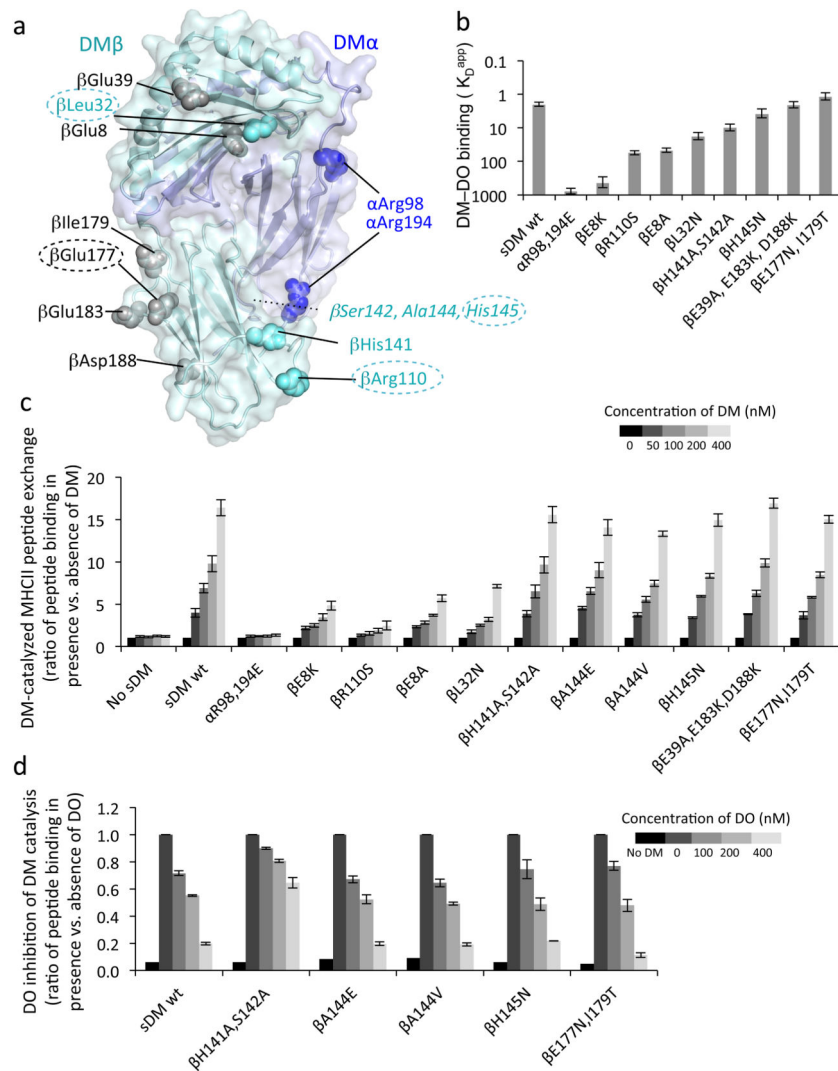 a
DMβ
DMα
βGlu39
βLeu32
βGlu8
αArg98
αArg194
βIle179
βGlu177
βGlu183
βSer142, Ala144, His145
βHis141
βAsp188
βArg110
b
DM–DO binding ( K_D^app)
0.1
1
10
100
1000
sDM wt
αR98,194E
βE8K
βR110S
βE8A
βL32N
βH141A,S142A
βH145N
βE39A, E183K, D188K
βE177N, I179T
c
Concentration of DM (nM)
0 50 100 200 400
DM-catalyzed MHCII peptide exchange
(ratio of peptide binding in
presence vs. absence of DM)
20
15
10
5
0
No sDM
sDM wt
αR98,194E
βE8K
βR110S
βE8A
βL32N
βH141A,S142A
βA144E
βA144V
βH145N
βE39A,E183K,D188K
βE177N,I179T
d
DO inhibition of DM catalysis
(ratio of peptide binding in
presence vs. absence of DO)
1.2
1.0
0.8
0.6
0.4
0.2
0.0
Concentration of DO (nM)
No DM 0 100 200 400
sDM wt
βH141A,S142A
βA144E
βA144V
βH145N
βE177N,I179T